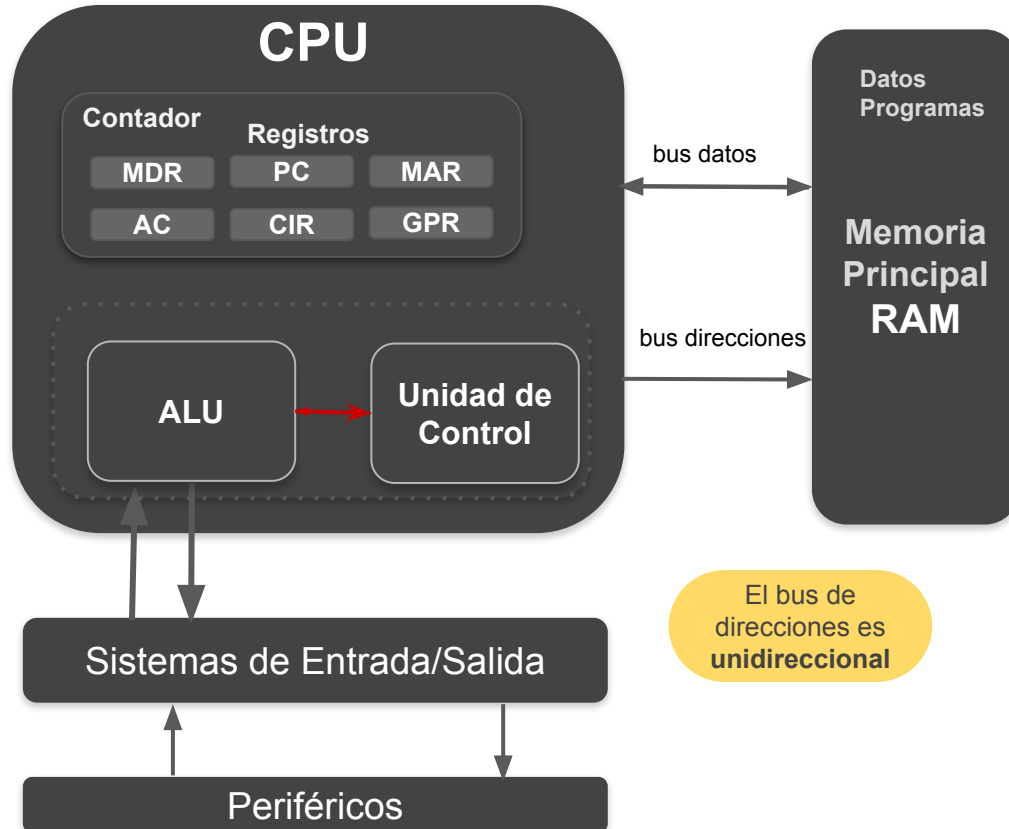 CPU
Contador
Registros
MDR
PC
MAR
AC
CIR
GPR
ALU
Unidad de
Control
bus datos
bus direcciones
Datos
Programas
Memoria
Principal
RAM
El bus de
direcciones es
unidireccional
Sistemas de Entrada/Salida
Periféricos